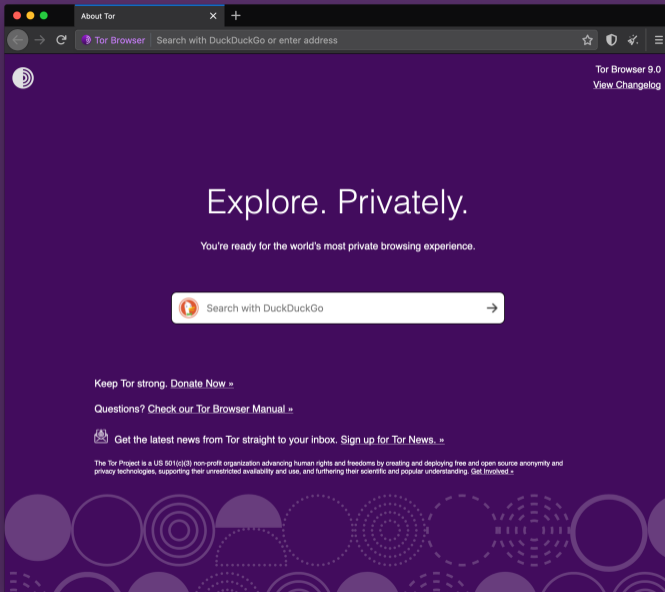 About Tor
Tor Browser
Search with DuckDuckGo or enter address
Tor Browser 9.0
View Changelog
Explore. Privately.
You're ready for the world's most private browsing experience.
Search with DuckDuckGo
Keep Tor strong. Donate Now »
Questions? Check our Tor Browser Manual »
Get the latest news from Tor straight to your inbox. Sign up for Tor News. »
The Tor Project is a US 501(c)(3) non-profit organization advancing human rights and freedoms by creating and deploying free and open source anonymity and
privacy technologies, supporting their unrestricted availability and use, and furthering their scientific and popular understanding. Get Involved »